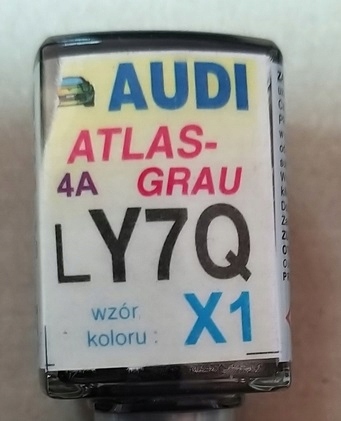 AUDI
ATLAS-
4A GRAU
LY7Q
wzór
koloru : X1